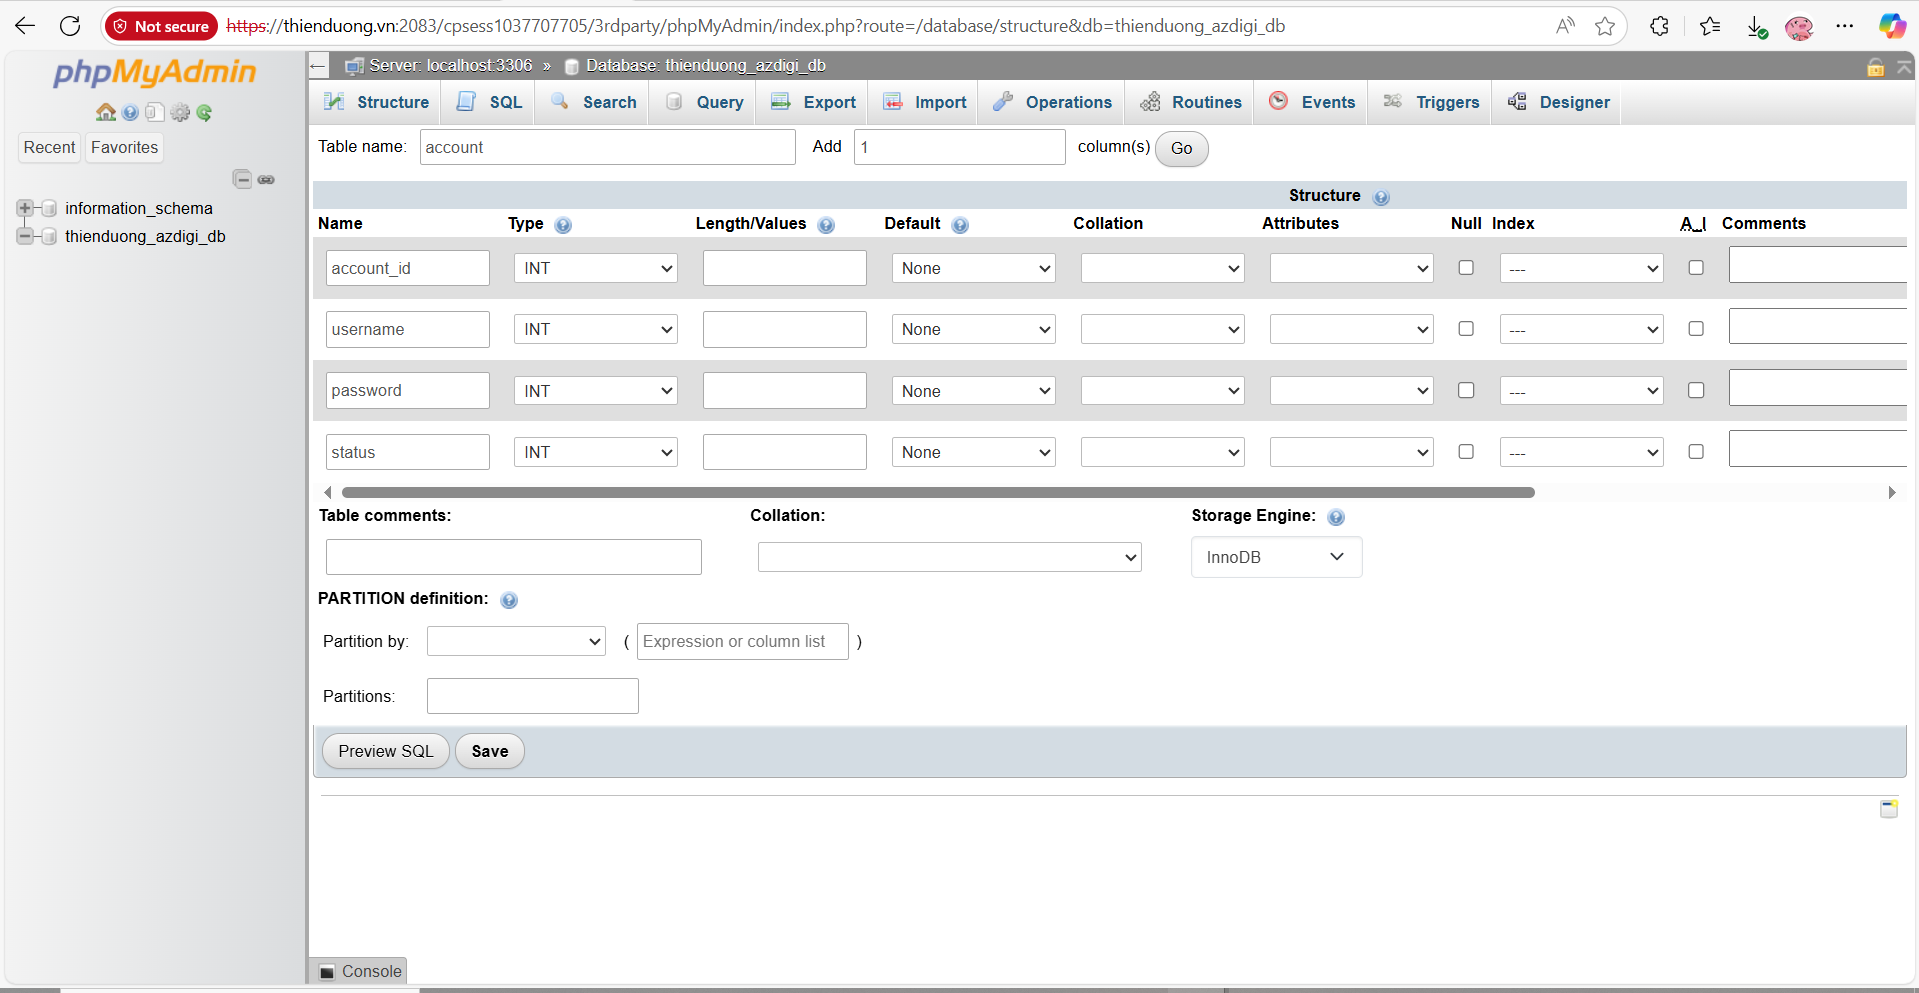 Not secure https://thienduong.vn:2083/cpsess1037707705/3rdparty/phpMyAdmin/index.php?route=/database/structure&db=thienduong_azdigi_db
phpMyAdmin
Recent Favorites
information_schema
thienduong_azdigi_db
Server: localhost:3306 » Database: thienduong_azdigi_db
Structure SQL Search Query Export Import Operations Routines Events Triggers Designer
Table name: account Add 1 column(s) Go
Structure
Name Type Length/Values Default Collation Attributes Null Index A_I Comments
account_id INT None ---
username INT None ---
password INT None ---
status INT None ---
Table comments: Collation: Storage Engine:
InnoDB
PARTITION definition:
Partition by: ( Expression or column list )
Partitions:
Preview SQL Save
Console